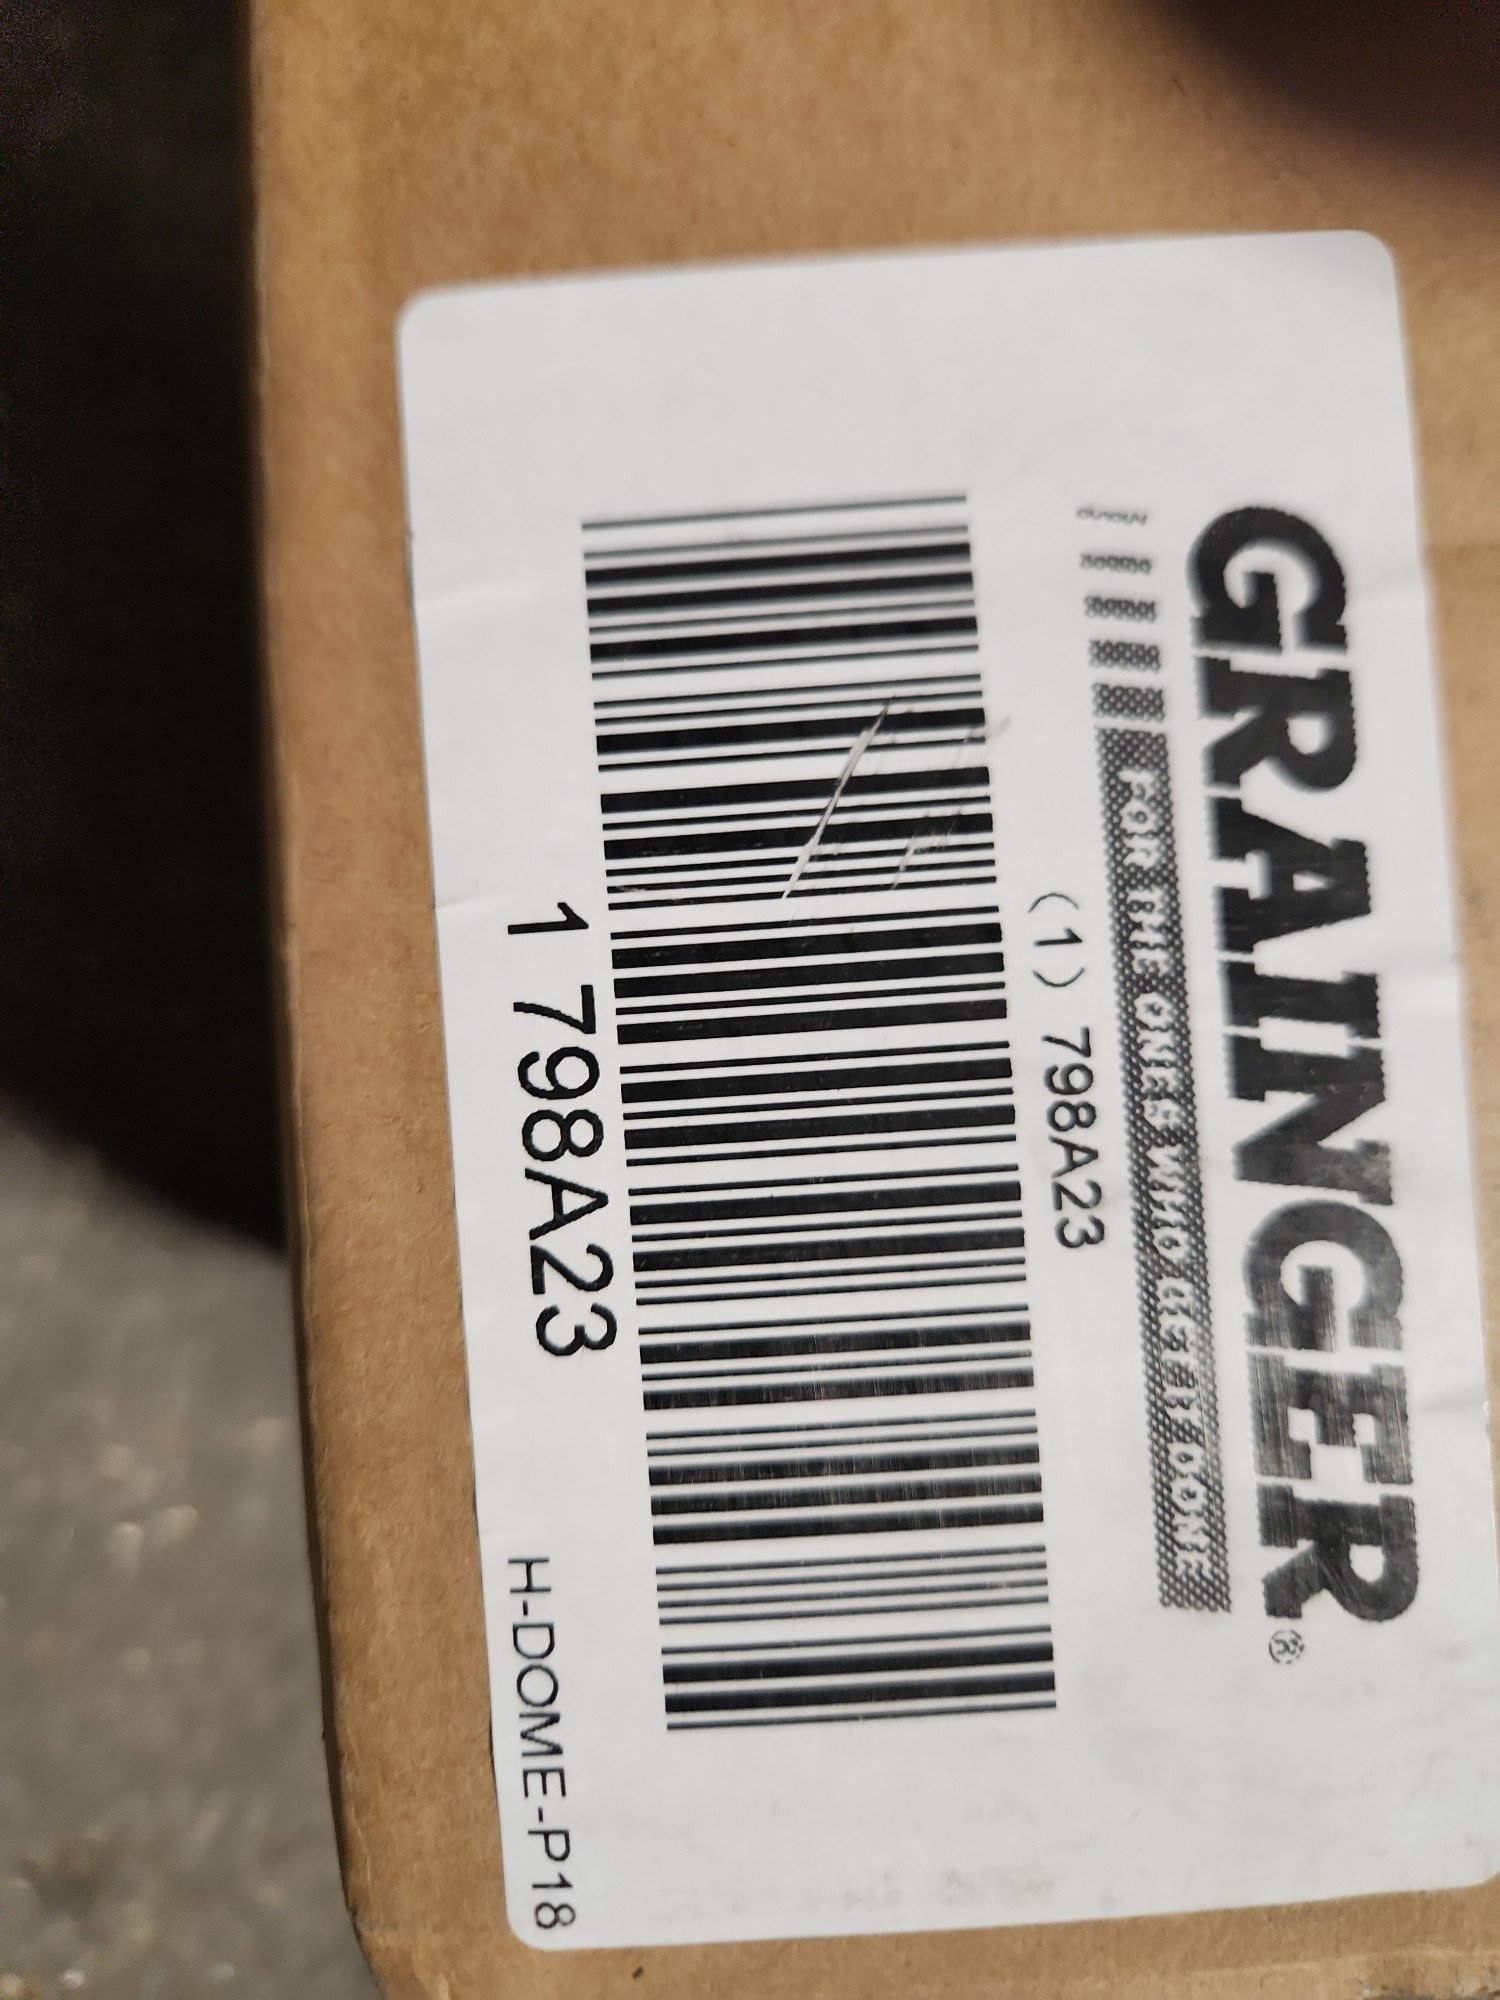 GRAINGER®
FOR THE ONES WHO GET IT DONE
(1) 798A23
1 798A23
H-DOME-P18